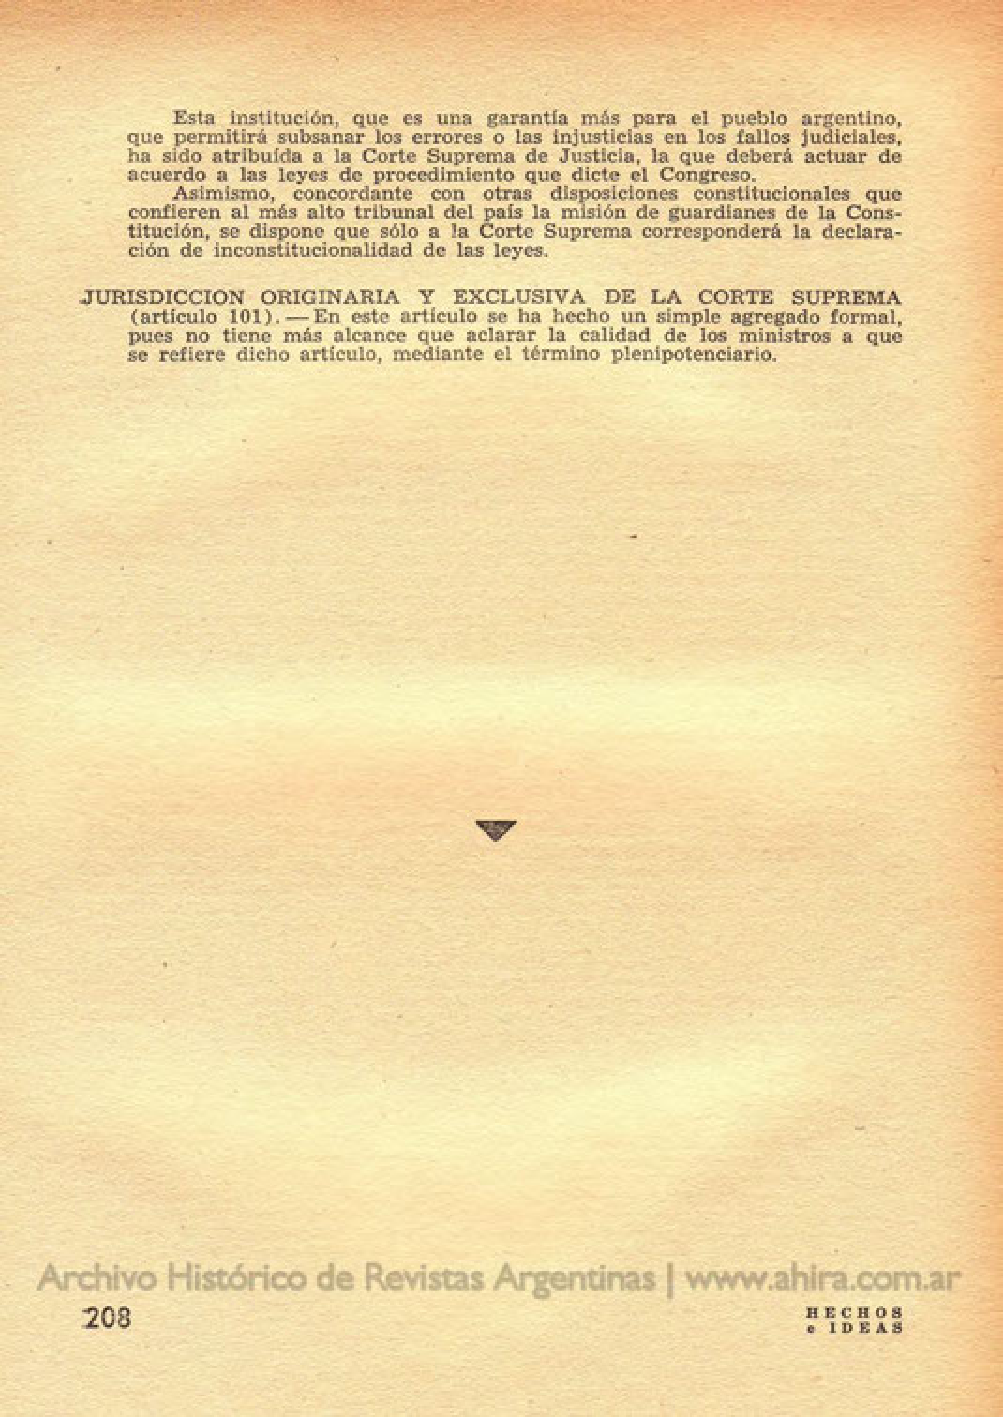 Esta institución, que es una garantía más para el pueblo argentino,
que permitirá subsanar los errores o las injusticias en los fallos judiciales,
ha sido atribuída a la Corte Suprema de Justicia, la que deberá actuar de
acuerdo a las leyes de procedimiento que dicte el Congreso.
Asimismo, concordante con otras disposiciones constitucionales que
confieren al más alto tribunal del país la misión de guardianes de la Cons-
titución, se dispone que sólo a la Corte Suprema corresponderá la declara-
ción de inconstitucionalidad de las leyes.
JURISDICCION ORIGINARIA Y EXCLUSIVA DE LA CORTE SUPREMA
(artículo 101). — En este artículo se ha hecho un simple agregado formal,
pues no tiene más alcance que aclarar la calidad de los ministros a que
se refiere dicho artículo, mediante el término plenipotenciario.
Archivo Histórico de Revistas Argentinas | www.ahira.com.ar
208
HECHOS
e IDEAS